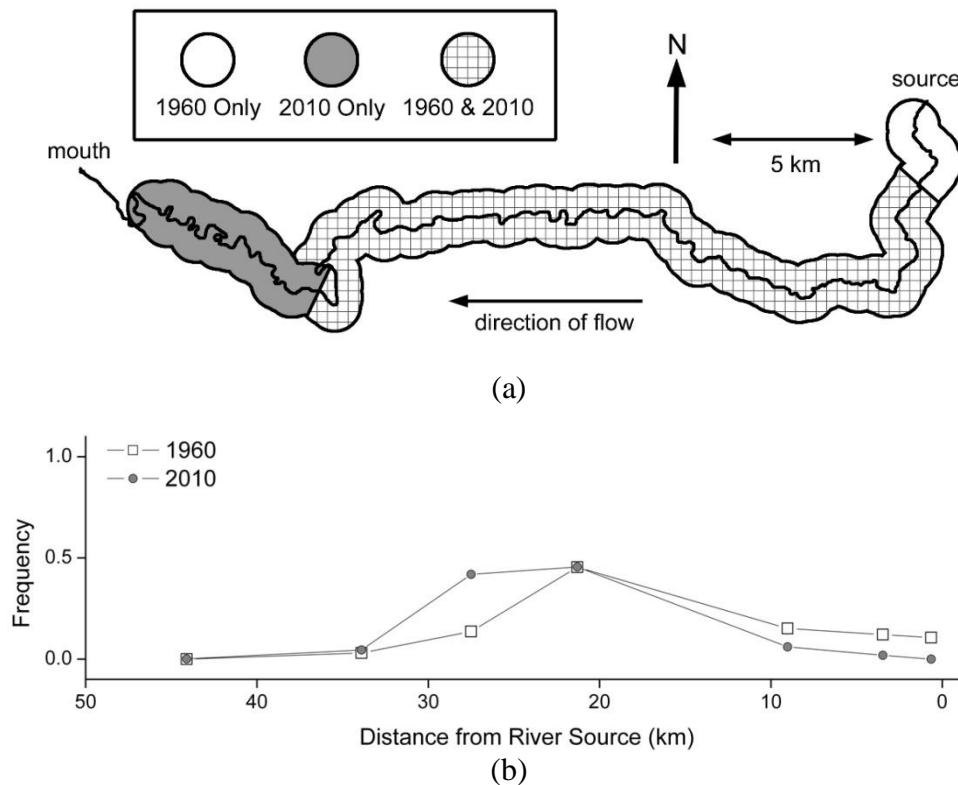 1960 Only 2010 Only 1960 & 2010
N
source
5 km
mouth
direction of flow
(a)
1960
2010
1.0
0.5
0.0
Frequency
50 40 30 20 10 0
Distance from River Source (km)
(b)